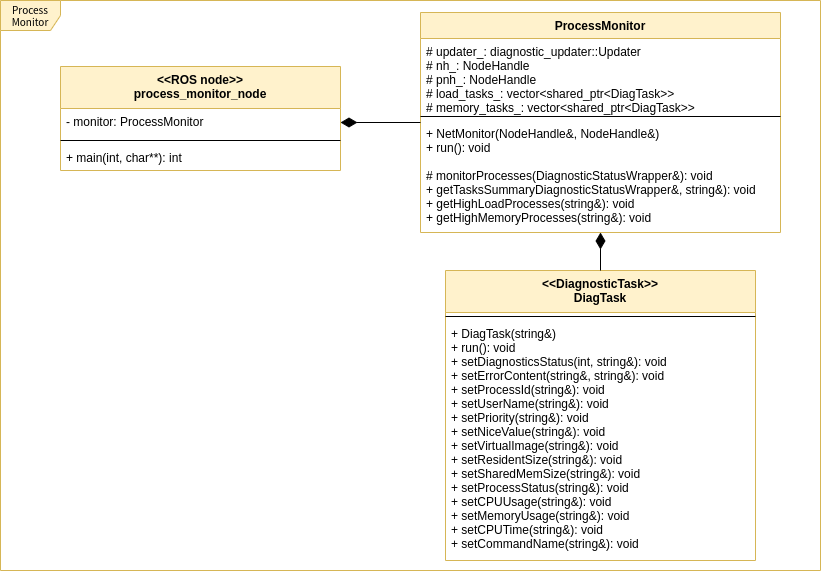 Process
Monitor
<<ROS node>>
process_monitor_node
- monitor: ProcessMonitor
+ main(int, char**): int
ProcessMonitor
# updater_: diagnostic_updater::Updater
# nh_: NodeHandle
# pnh_: NodeHandle
# load_tasks_: vector<shared_ptr<DiagTask>>
# memory_tasks_: vector<shared_ptr<DiagTask>>
+ NetMonitor(NodeHandle&, NodeHandle&)
+ run(): void
# monitorProcesses(DiagnosticStatusWrapper&): void
+ getTasksSummaryDiagnosticStatusWrapper&, string&): void
+ getHighLoadProcesses(string&): void
+ getHighMemoryProcesses(string&): void
<<DiagnosticTask>>
DiagTask
+ DiagTask(string&)
+ run(): void
+ setDiagnosticsStatus(int, string&): void
+ setErrorContent(string&, string&): void
+ setProcessId(string&): void
+ setUserName(string&): void
+ setPriority(string&): void
+ setNiceValue(string&): void
+ setVirtualImage(string&): void
+ setResidentSize(string&): void
+ setSharedMemSize(string&): void
+ setProcessStatus(string&): void
+ setCPUUsage(string&): void
+ setMemoryUsage(string&): void
+ setCPUTime(string&): void
+ setCommandName(string&): void